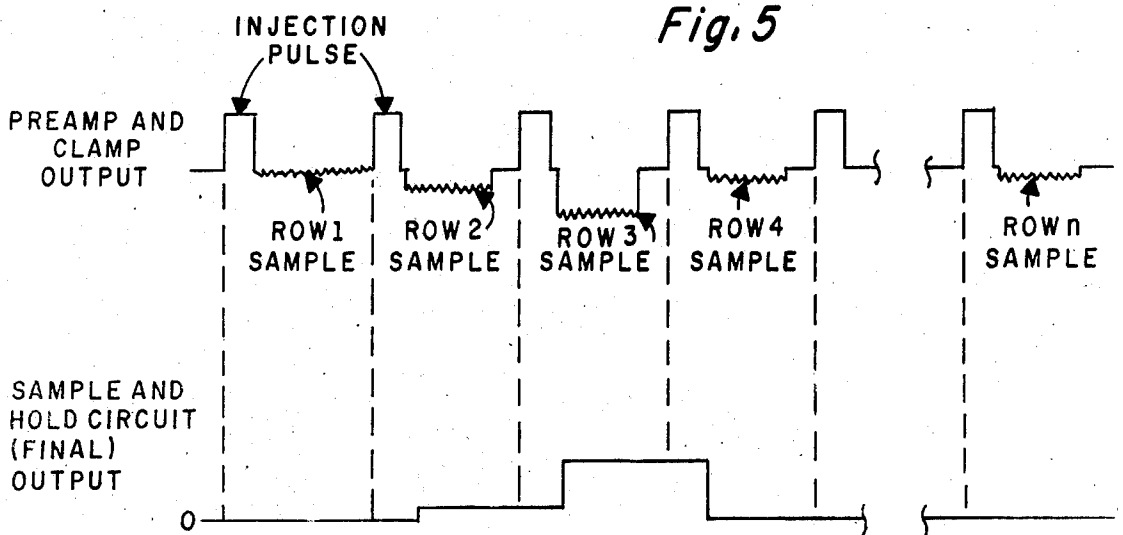 Fig. 5
INJECTION
PULSE
PREAMP AND
CLAMP
OUTPUT
ROW 1
SAMPLE
ROW 2
SAMPLE
ROW 3
SAMPLE
ROW 4
SAMPLE
ROW n
SAMPLE
SAMPLE AND
HOLD CIRCUIT
(FINAL)
OUTPUT
0